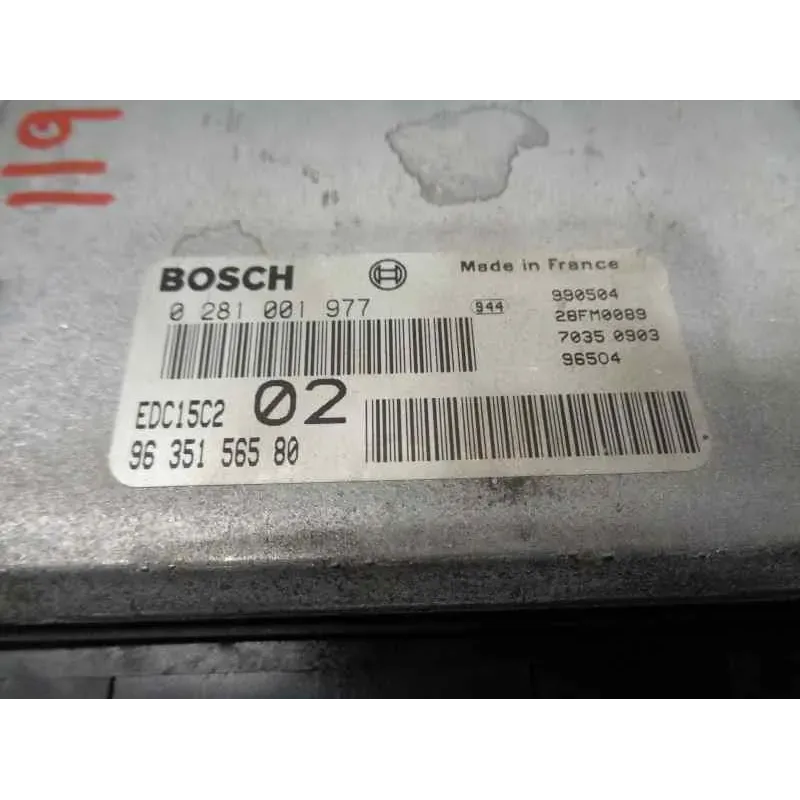 119
BOSCH
Made in France
0 281 001 977
944
990504
28FM0089
7035 0903
96504
EDC15C2 02
96 351 565 80